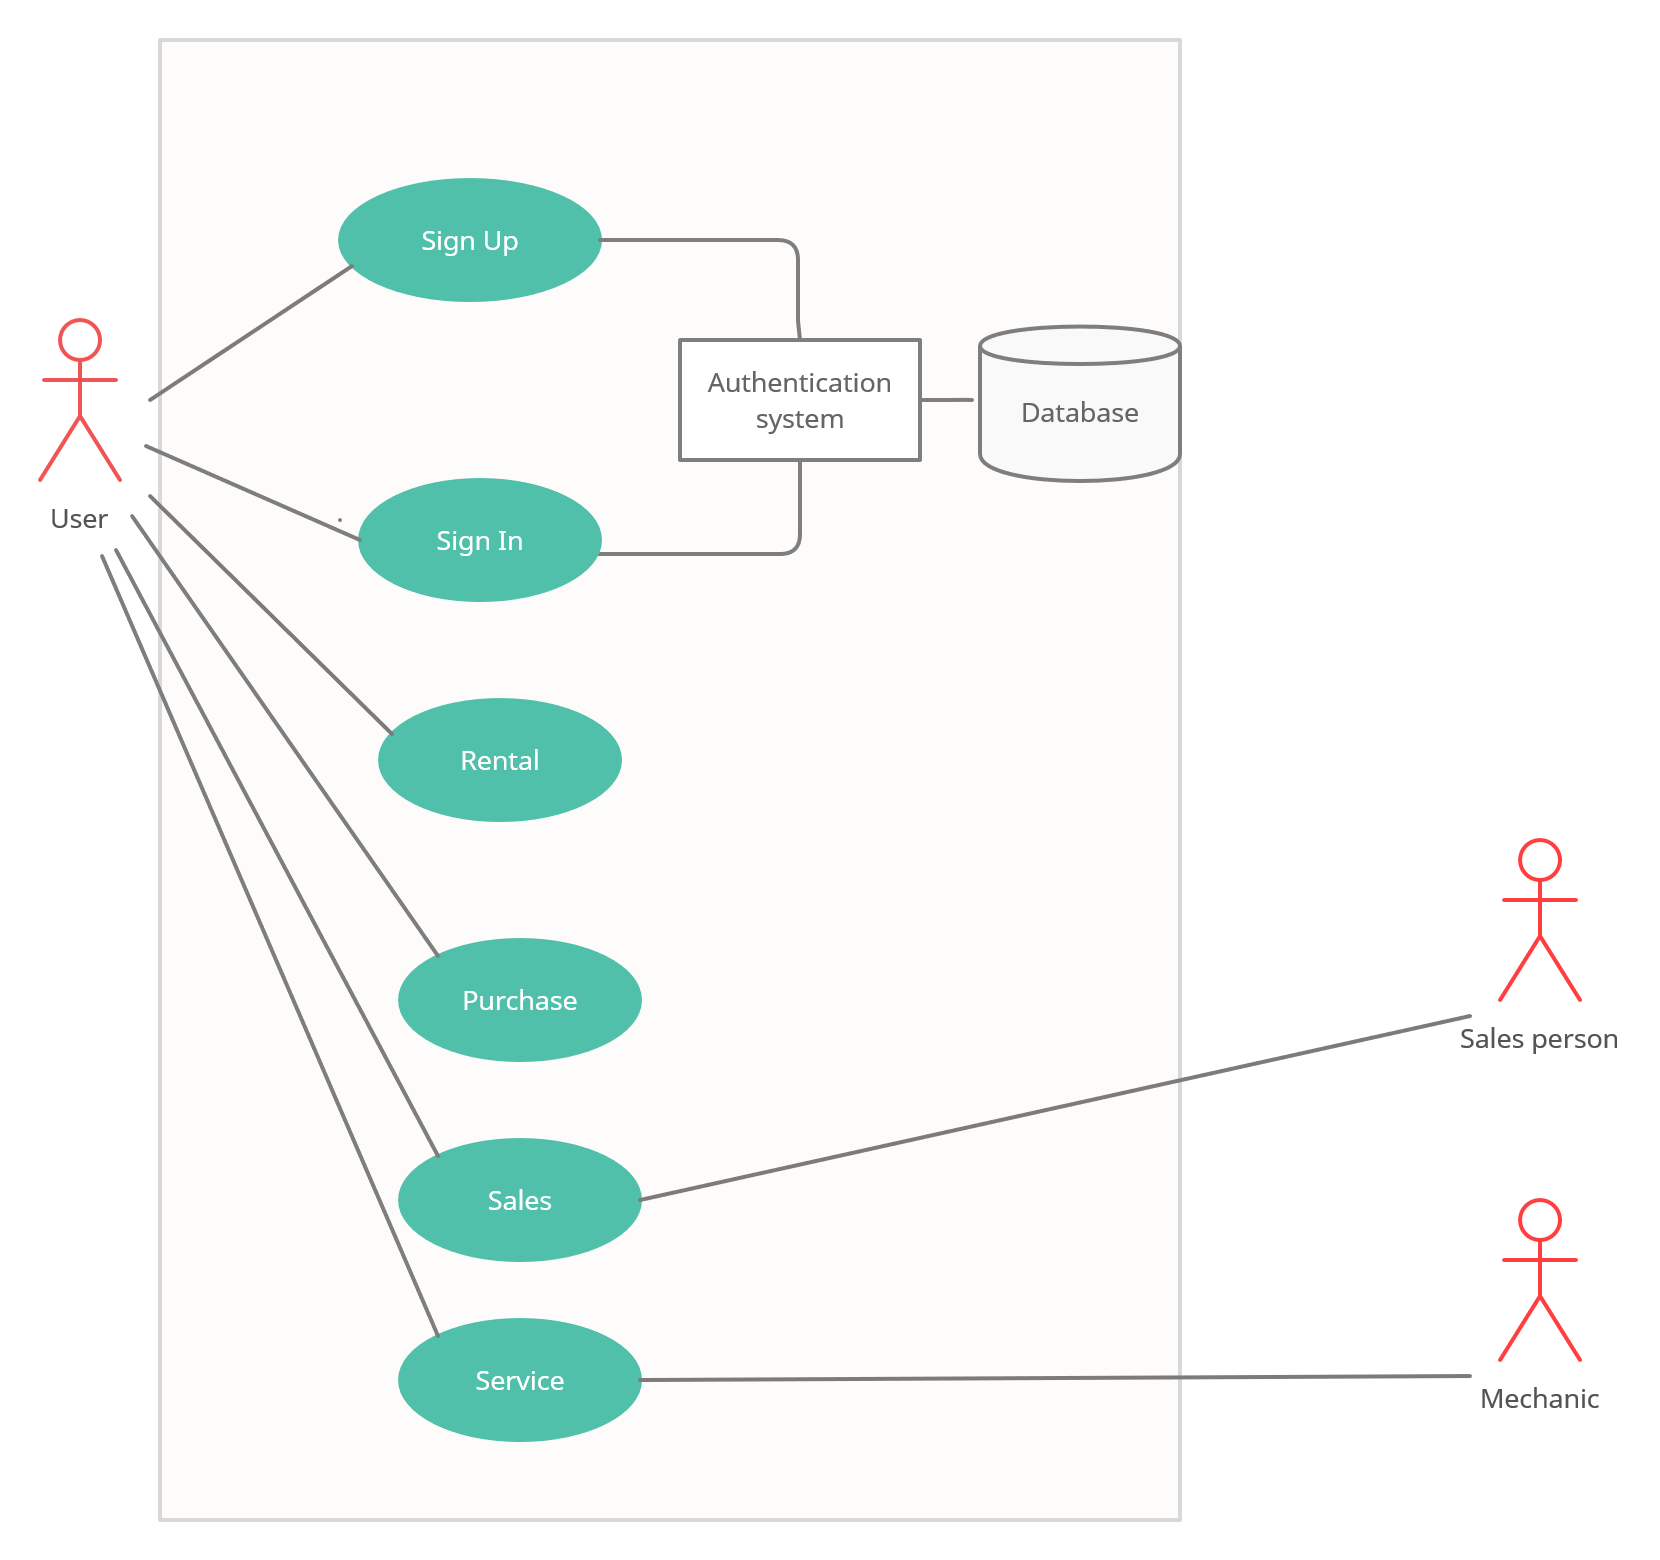 Sign Up
Authentication
system
Database
User
Sign In
Rental
Purchase
Sales person
Sales
Service
Mechanic